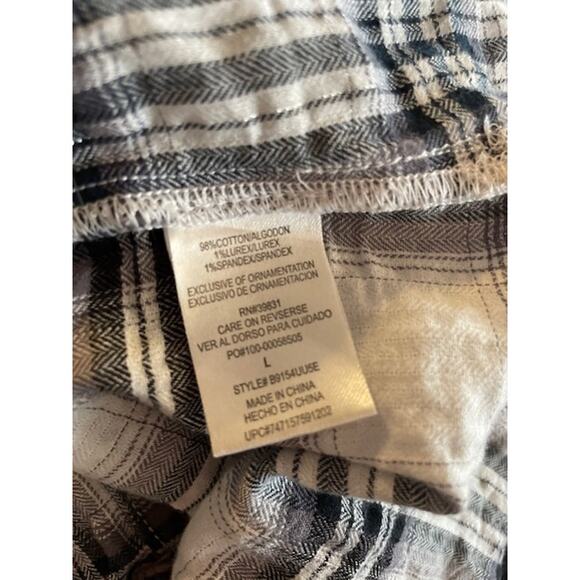 98%COTTON/ALGODON
1%LUREX/LUREX
1%SPANDEX/SPANDEX
EXCLUSIVE OF ORNAMENTATION
EXCLUSIVO DE ORNAMENTACION
RN#39831
CARE ON REVSERSE
VER AL DORSO PARA CUIDADO
PO#100-00058505
L
STYLE# B9154UU5E
MADE IN CHINA
HECHO EN CHINA
UPC#747157591202